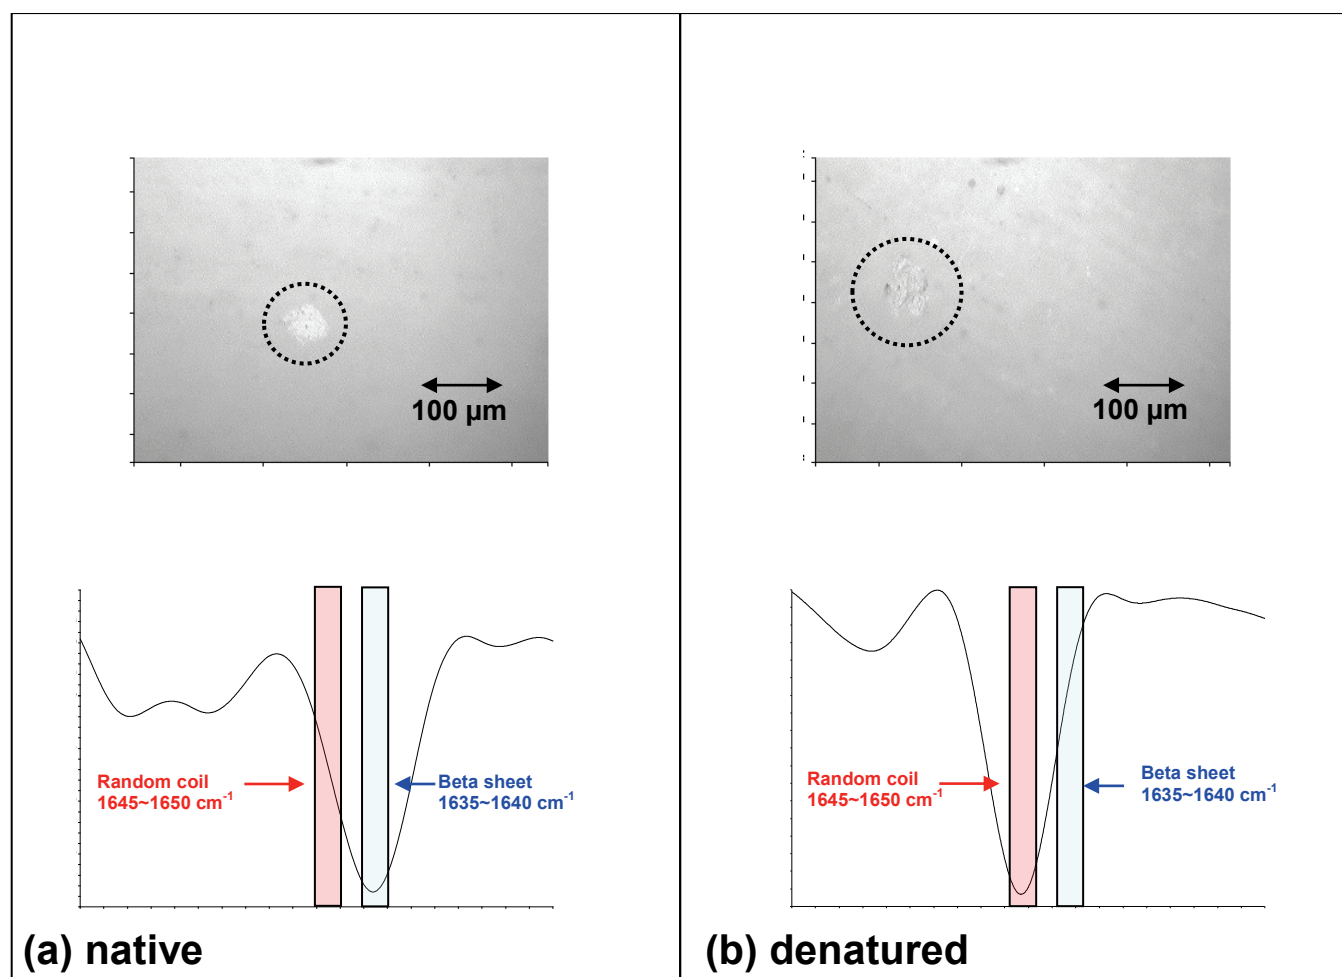 100 µm
100 µm
Random coil
1645~1650 cm⁻¹
Beta sheet
1635~1640 cm⁻¹
Random coil
1645~1650 cm⁻¹
Beta sheet
1635~1640 cm⁻¹
(a) native
(b) denatured